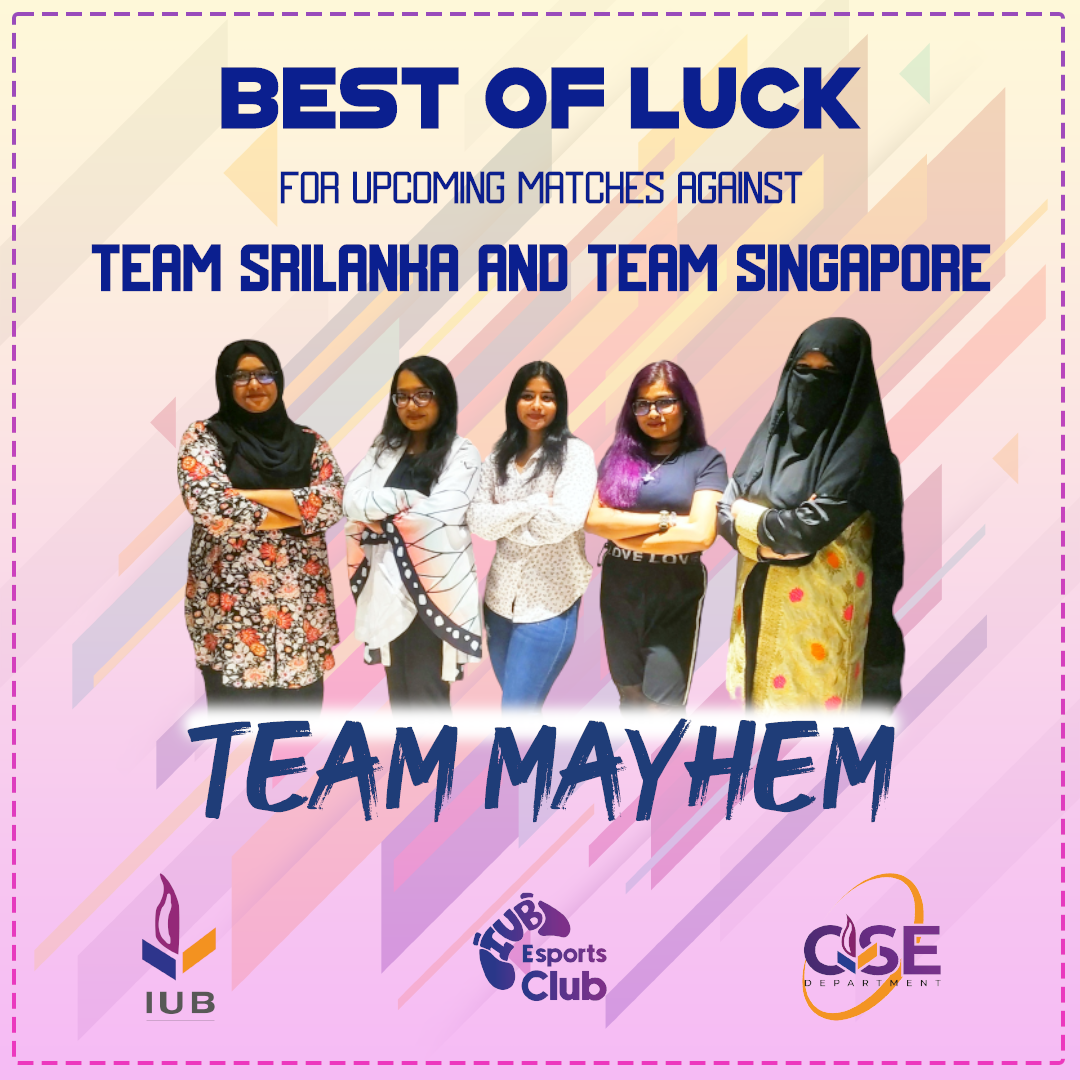 BEST OF LUCK
FOR UPCOMING MATCHES AGAINST
TEAM SRILANKA AND TEAM SINGAPORE
LOVE LOV
TEAM MAYHEM
IUB
IUB
Esports
Club
CSE
DEPARTMENT